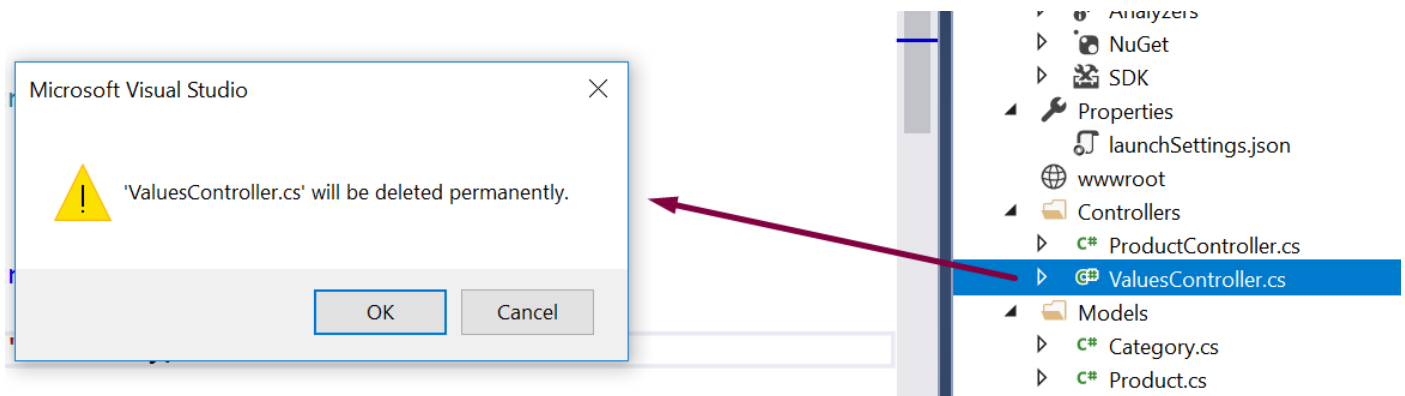 Microsoft Visual Studio
'ValuesController.cs' will be deleted permanently.
OK
Cancel
Analyzers
NuGet
SDK
Properties
launchSettings.json
wwwroot
Controllers
C# ProductController.cs
C# ValuesController.cs
Models
C# Category.cs
C# Product.cs